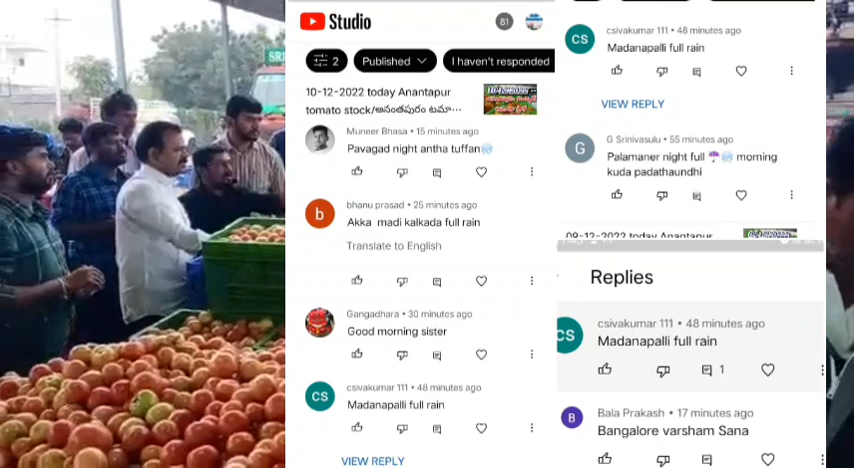 SRI
Studio
81
2
Published
I haven't responded
10-12-2022 today Anantapur
tomato stock/అనంతపురం టమా...
Muneer Bhasa • 15 minutes ago
Pavagad night antha tuffan
bhanu prasad • 25 minutes ago
Akka madi kalkada full rain
Translate to English
Gangadhara • 30 minutes ago
Good morning sister
CS
csivakumar 111 • 48 minutes ago
Madanapalli full rain
VIEW REPLY
CS
csivakumar 111 • 48 minutes ago
Madanapalli full rain
VIEW REPLY
G
G Srinivasulu • 55 minutes ago
Palamaner night full morning
kuda padathaundhi
09-12-2022 today Anantapur
Replies
CS
csivakumar 111 • 48 minutes ago
Madanapalli full rain
1
B
Bala Prakash • 17 minutes ago
Bangalore varsham Sana